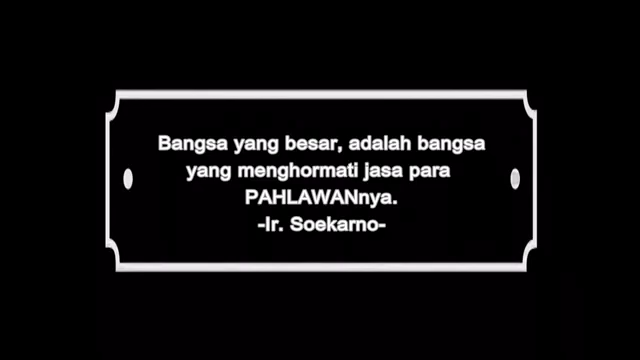 Bangsa yang besar, adalah bangsa
yang menghormati jasa para
PAHLAWANnya.
-Ir. Soekarno-